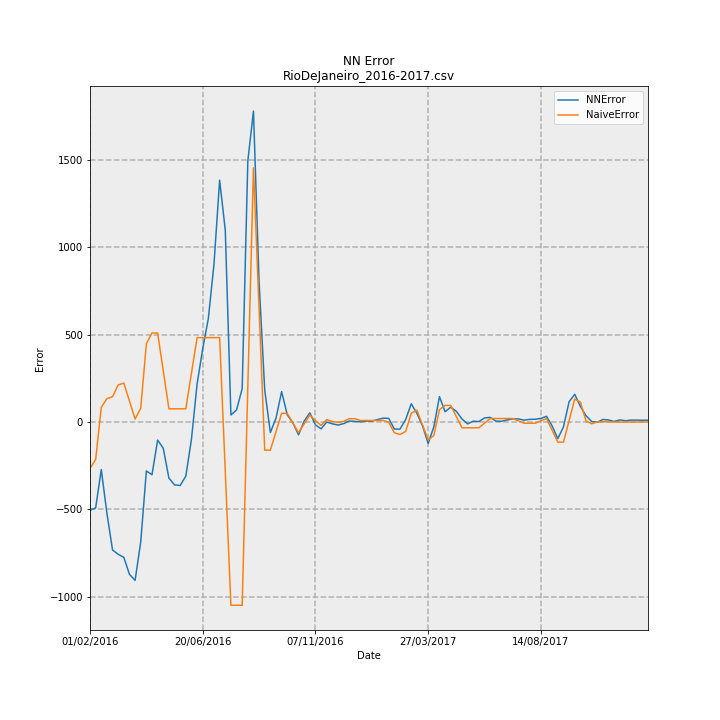 NN Error
RioDeJaneiro_2016-2017.csv
NNError
NaiveError
1500
1000
500
0
−500
−1000
Error
01/02/2016 20/06/2016 07/11/2016 27/03/2017 14/08/2017
Date